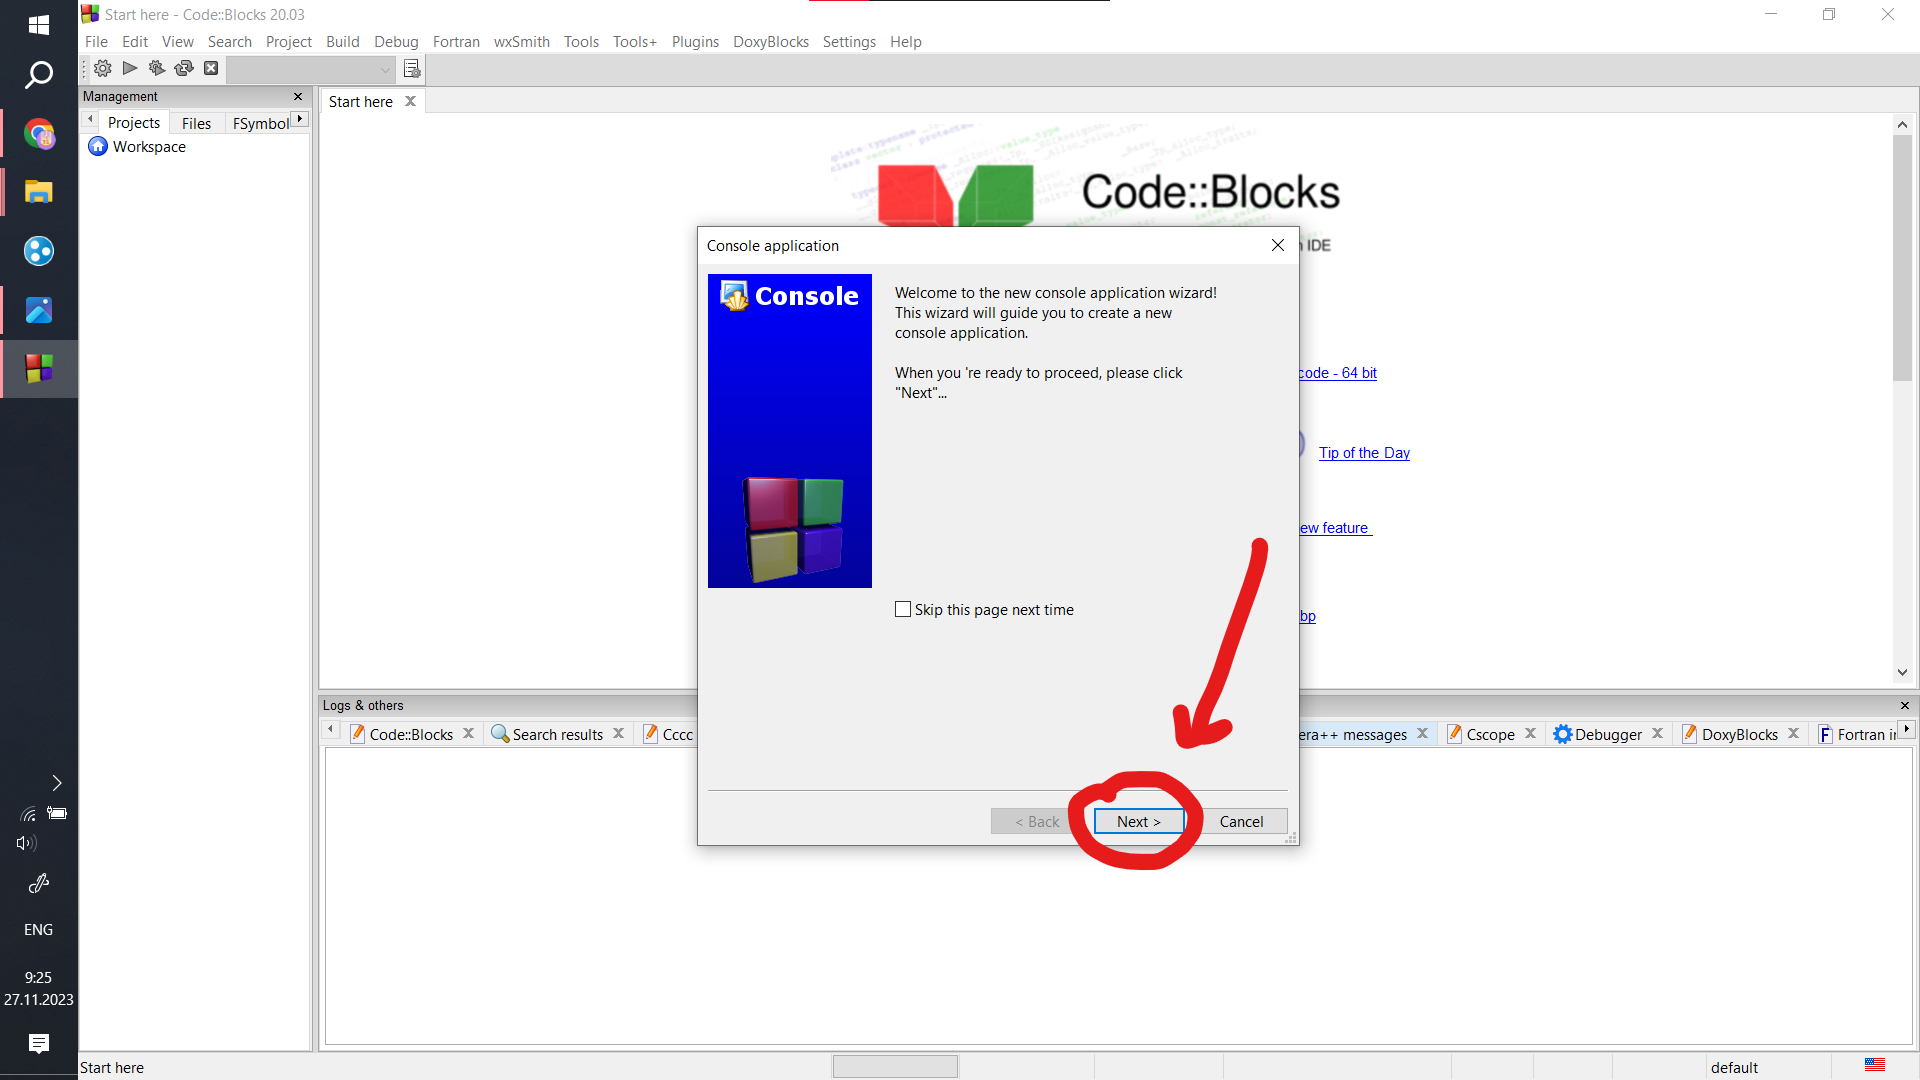 Start here - Code::Blocks 20.03
File Edit View Search Project Build Debug Fortran wxSmith Tools Tools+ Plugins DoxyBlocks Settings Help
Management
Projects Files FSymbol
Workspace
Start here
Code::Blocks
IDE
Console application
Console
Welcome to the new console application wizard!
This wizard will guide you to create a new
console application.
When you 're ready to proceed, please click
"Next"...
code - 64 bit
Tip of the Day
ew feature
bp
Skip this page next time
< Back Next > Cancel
Logs & others
Code::Blocks Search results Cccc era++ messages Cscope Debugger DoxyBlocks Fortran in
ENG
9:25
27.11.2023
Start here default